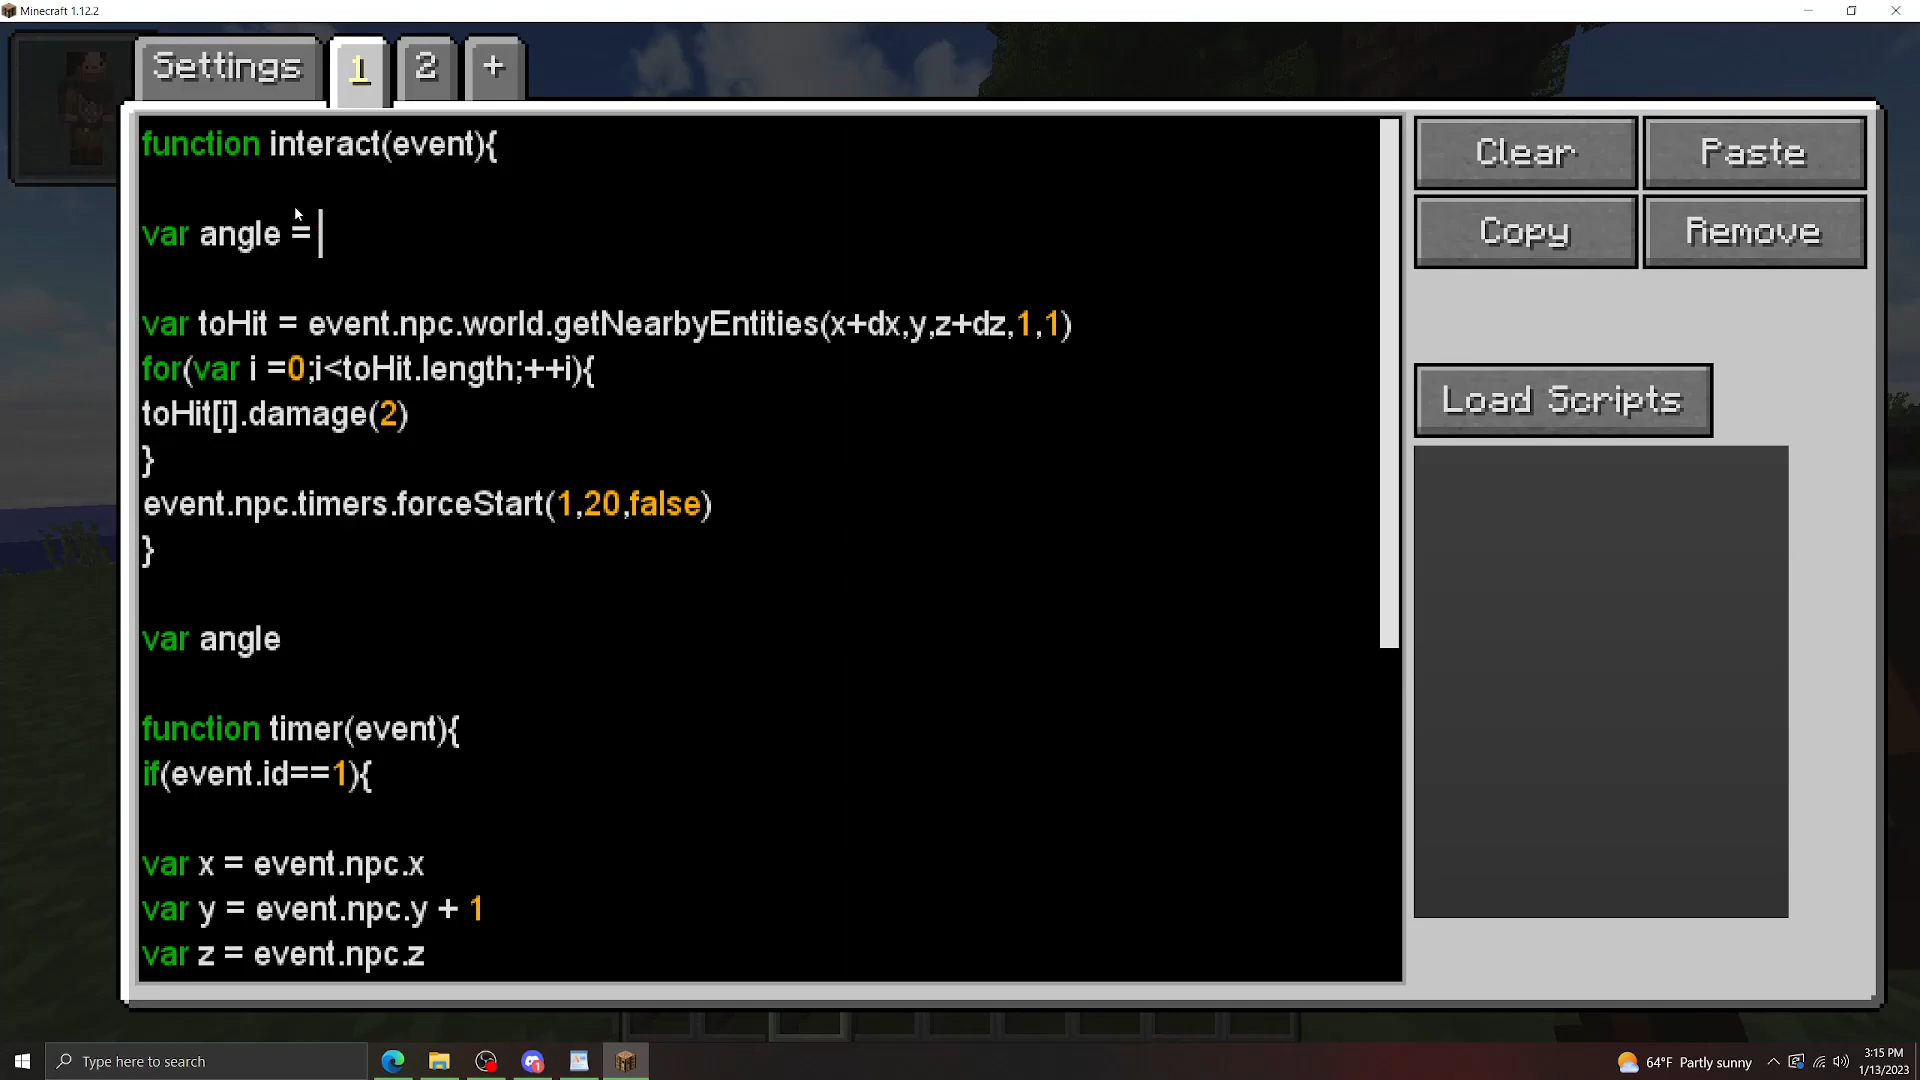 Minecraft 1.12.2
Settings
1
2
+
function interact(event){
var angle =
var toHit = event.npc.world.getNearbyEntities(x+dx,y,z+dz,1,1)
for(var i =0;i<toHit.length;++i){
toHit[i].damage(2)
}
event.npc.timers.forceStart(1,20,false)
}
var angle
function timer(event){
if(event.id==1){
var x = event.npc.x
var y = event.npc.y + 1
var z = event.npc.z
Clear
Paste
Copy
Remove
Load Scripts
Type here to search
64°F Partly sunny
3:15 PM
1/13/2023